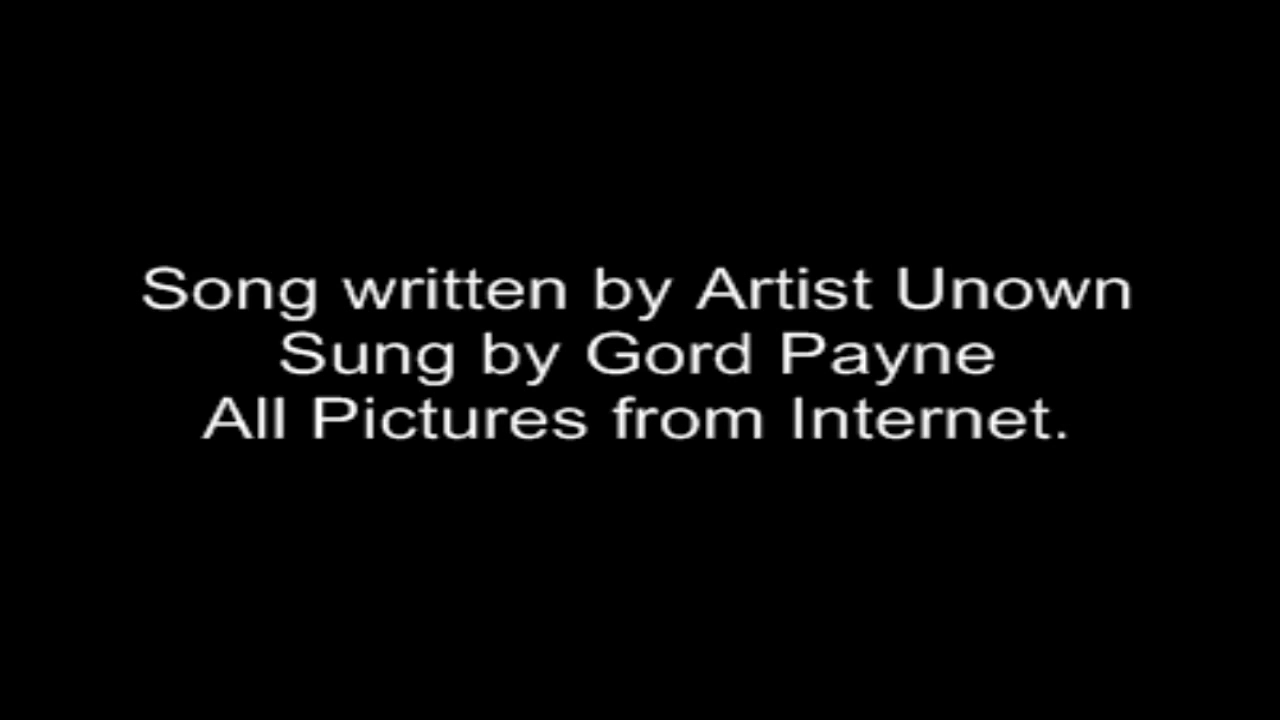 Song written by Artist Unown
Sung by Gord Payne
All Pictures from Internet.